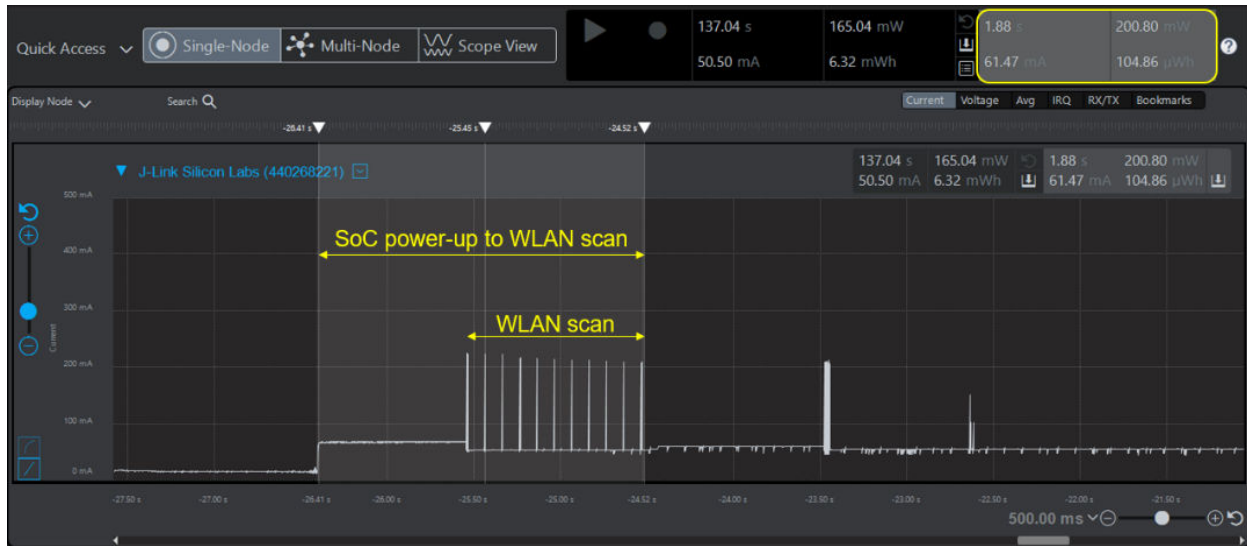 Quick Access
Single-Node
Multi-Node
Scope View
137.04 s
165.04 mW
50.50 mA
6.32 mWh
1.88 s
200.80 mW
61.47 mA
104.86 µWh
Display Node
Search
Current Voltage Avg IRQ RX/TX Bookmarks
-26.41 s
-25.45 s
-24.52 s
J-Link Silicon Labs (440268221)
137.04 s 165.04 mW
50.50 mA 6.32 mWh
1.88 s 200.80 mW
61.47 mA 104.86 µWh
500 mA
400 mA
300 mA
200 mA
100 mA
0 mA
Current
SoC power-up to WLAN scan
WLAN scan
-27.50 s -27.00 s -26.41 s -26.00 s -25.50 s -25.00 s -24.52 s -24.00 s -23.50 s -23.00 s -22.50 s -22.00 s -21.50 s
500.00 ms